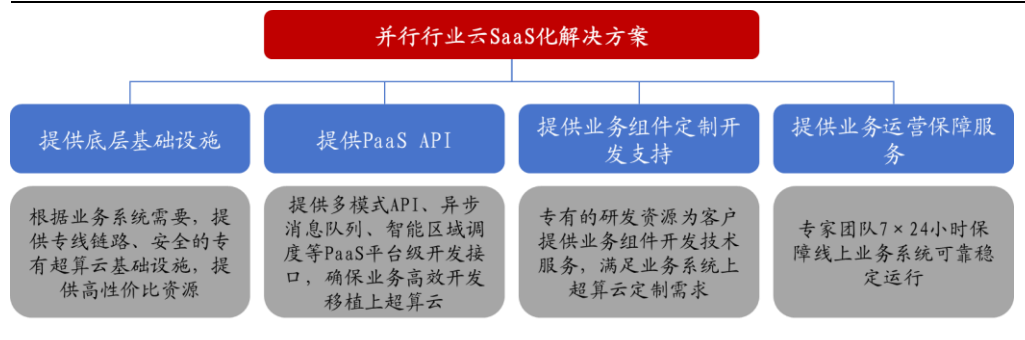 并行行业云SaaS化解决方案
提供底层基础设施
提供PaaS API
提供业务组件定制开
发支持
提供业务运营保障服
务
根据业务系统需要，提
供专线链路、安全的专
有超算云基础设施，提
供高性价比资源
提供多模式API、异步
消息队列、智能区域调
度等PaaS平台级开发接
口，确保业务高效开发
移植上超算云
专有的研发资源为客户
提供业务组件开发技术
服务，满足业务系统上
超算云定制需求
专家团队7×24小时保
障线上业务系统可靠稳
定运行